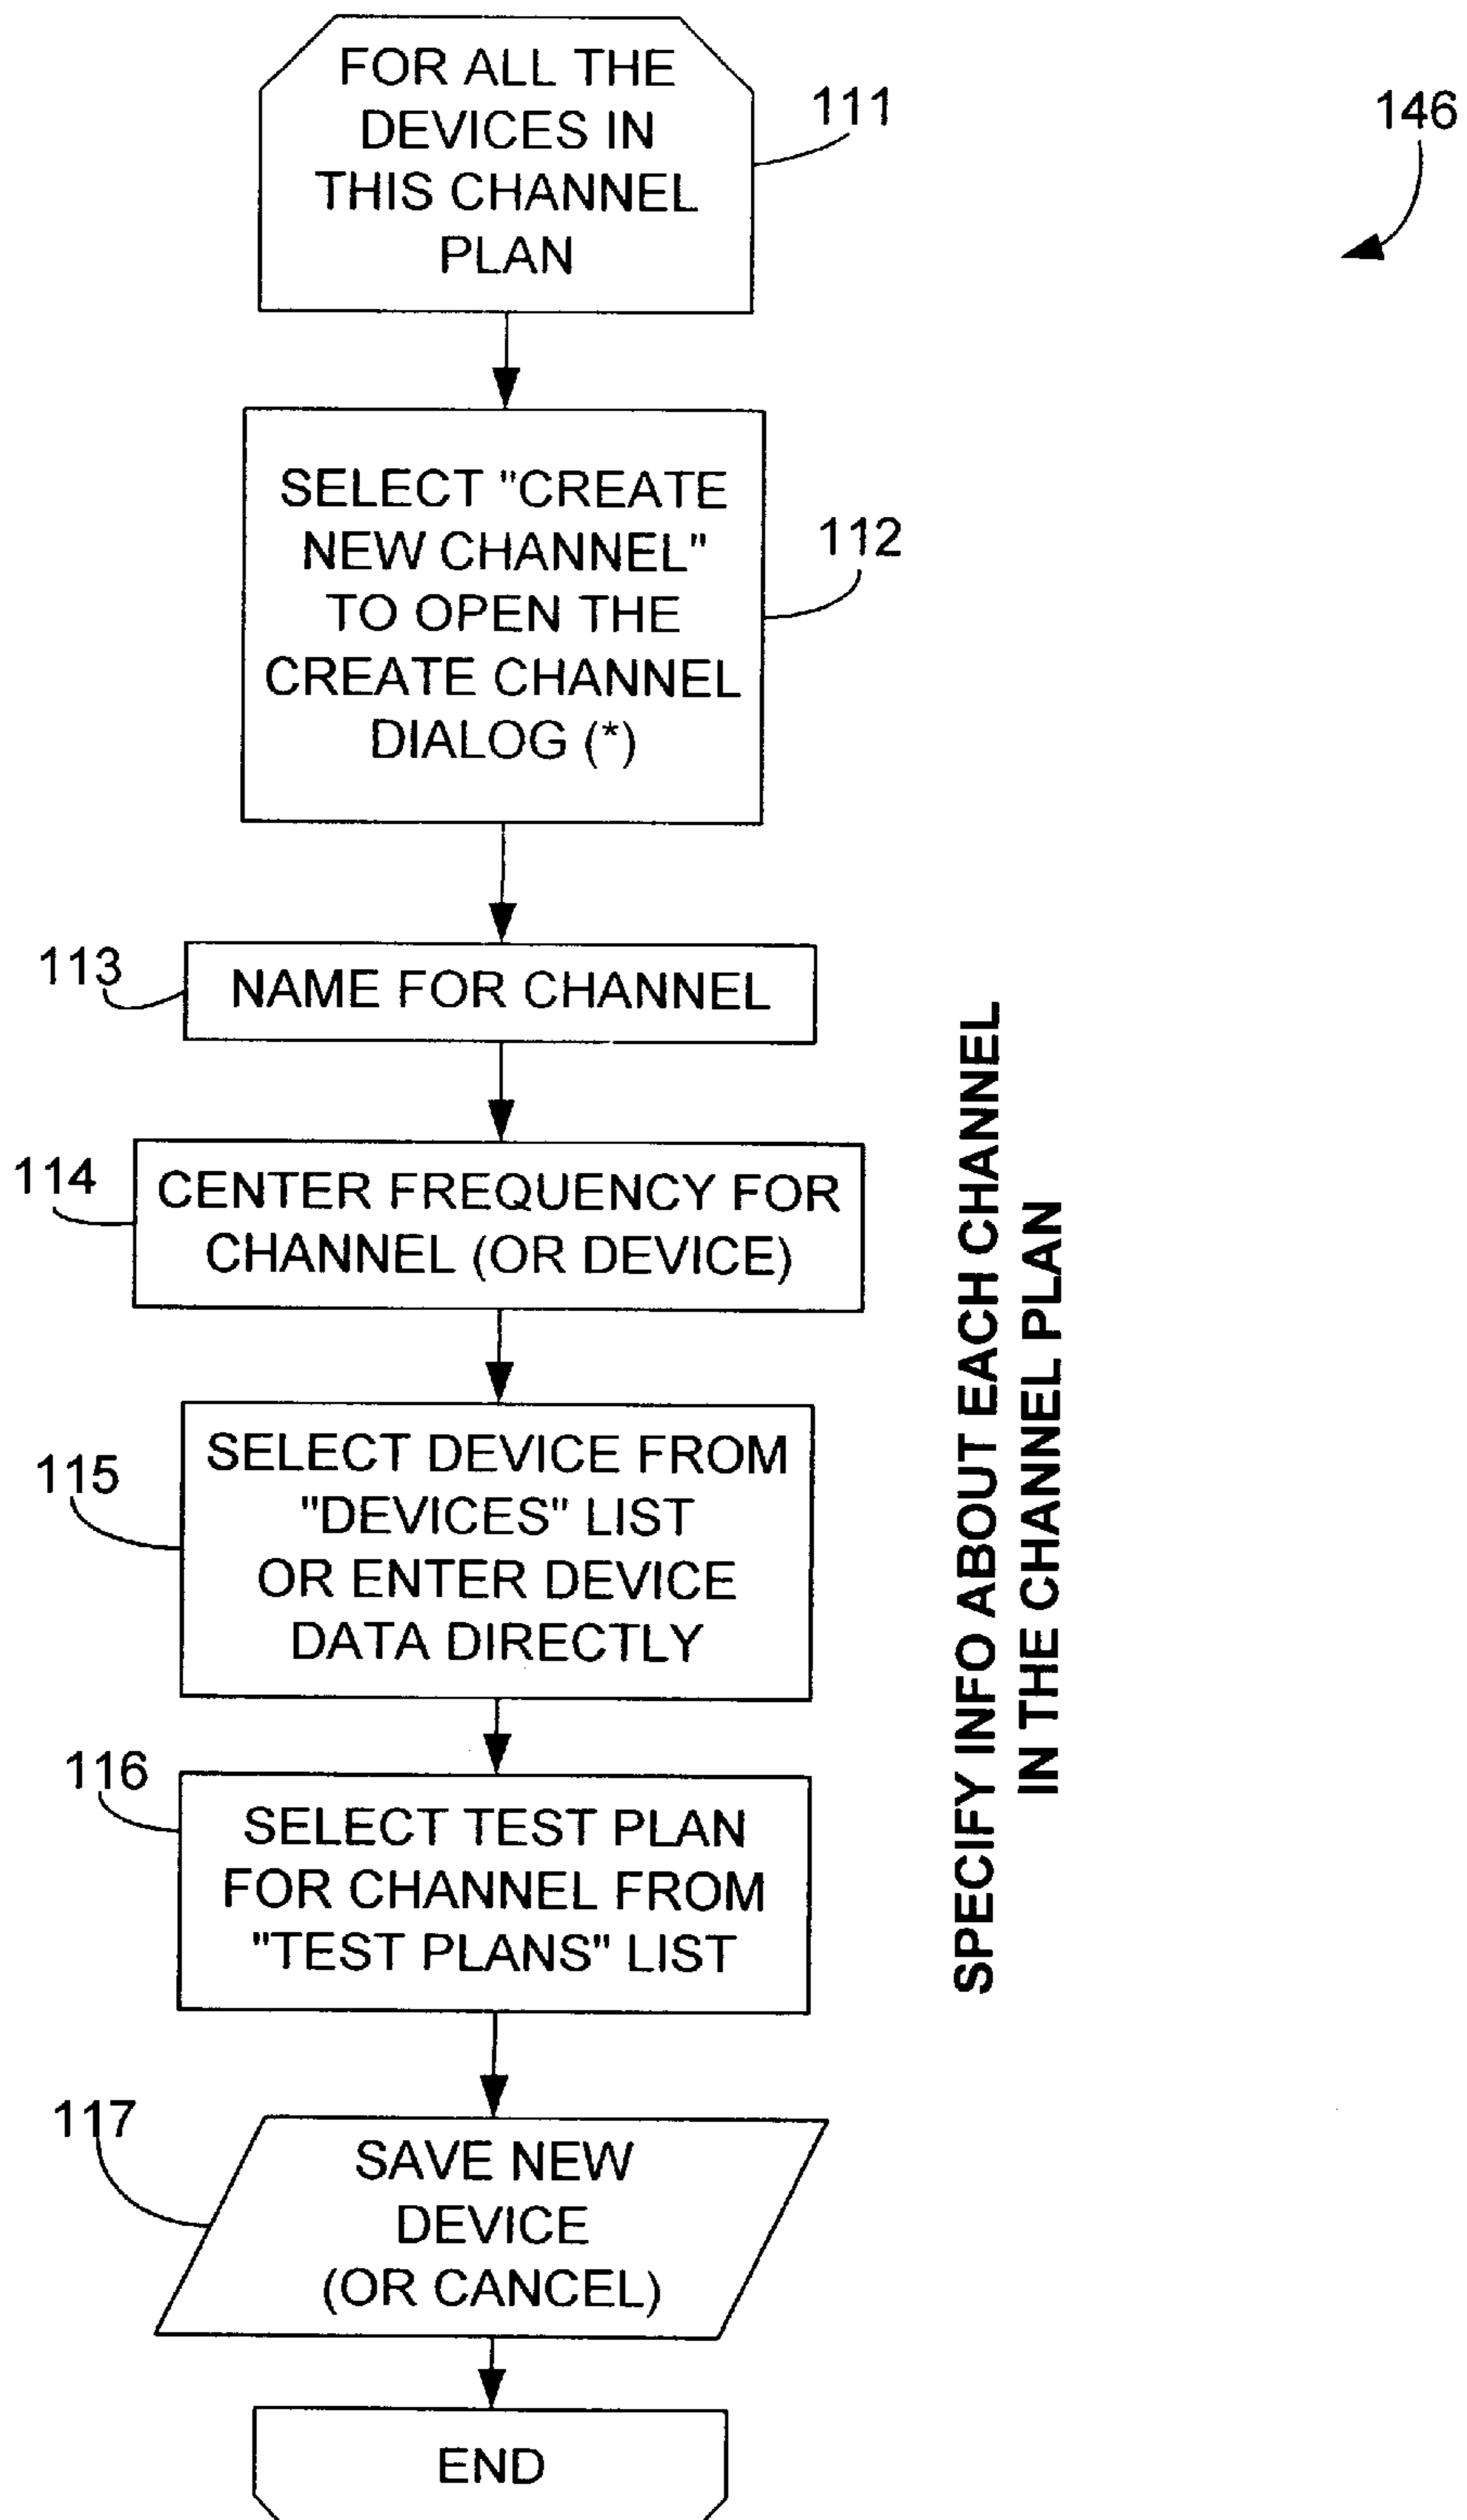 FOR ALL THE
DEVICES IN
THIS CHANNEL
PLAN
111
146
SELECT "CREATE
NEW CHANNEL"
TO OPEN THE
CREATE CHANNEL
DIALOG (*)
112
113
NAME FOR CHANNEL
114
CENTER FREQUENCY FOR
CHANNEL (OR DEVICE)
115
SELECT DEVICE FROM
"DEVICES" LIST
OR ENTER DEVICE
DATA DIRECTLY
116
SELECT TEST PLAN
FOR CHANNEL FROM
"TEST PLANS" LIST
117
SAVE NEW
DEVICE
(OR CANCEL)
END
SPECIFY INFO ABOUT EACH CHANNEL
IN THE CHANNEL PLAN